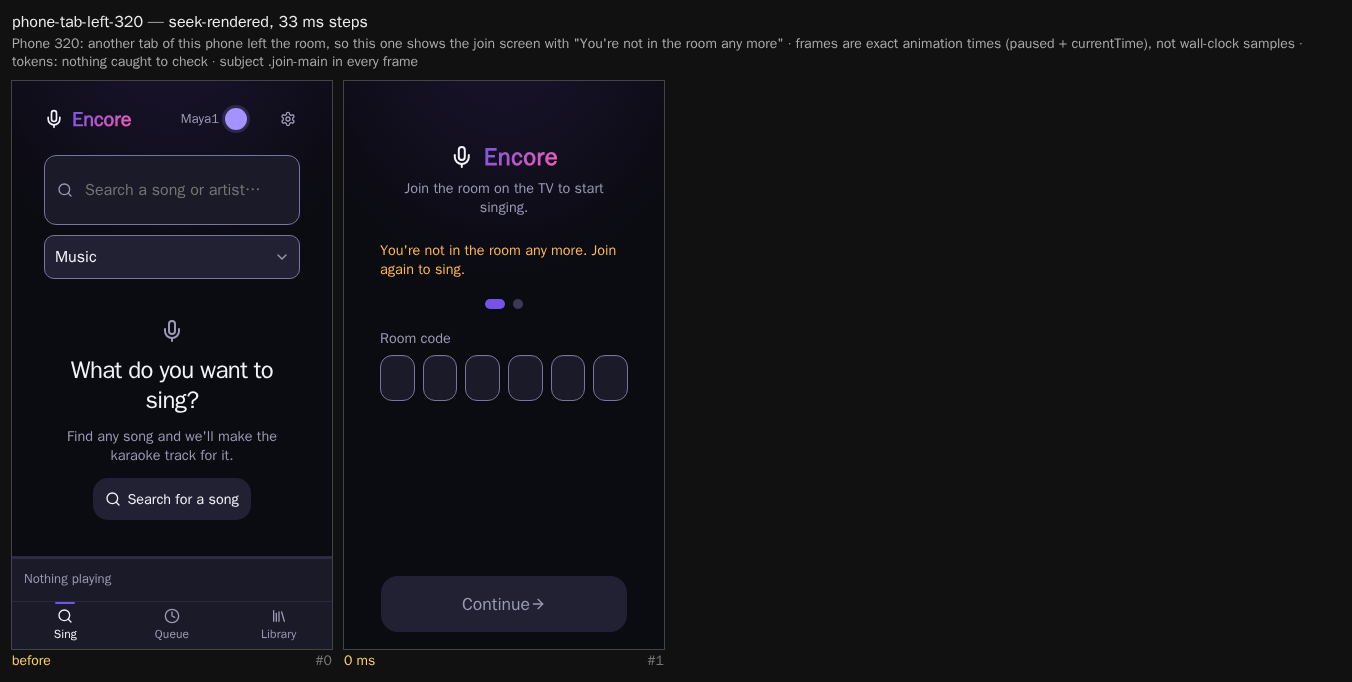 phone-tab-left-320 — seek-rendered, 33 ms steps
Phone 320: another tab of this phone left the room, so this one shows the join screen with "You're not in the room any more" · frames are exact animation times (paused + currentTime), not wall-clock samples ·
tokens: nothing caught to check · subject .join-main in every frame
Encore
Maya1
Search a song or artist···
Music
What do you want to
sing?
Find any song and we'll make the
karaoke track for it.
Search for a song
Nothing playing
Sing
Queue
Library
before
#0
Encore
Join the room on the TV to start
singing.
You're not in the room any more. Join
again to sing.
Room code
Continue
0 ms
#1